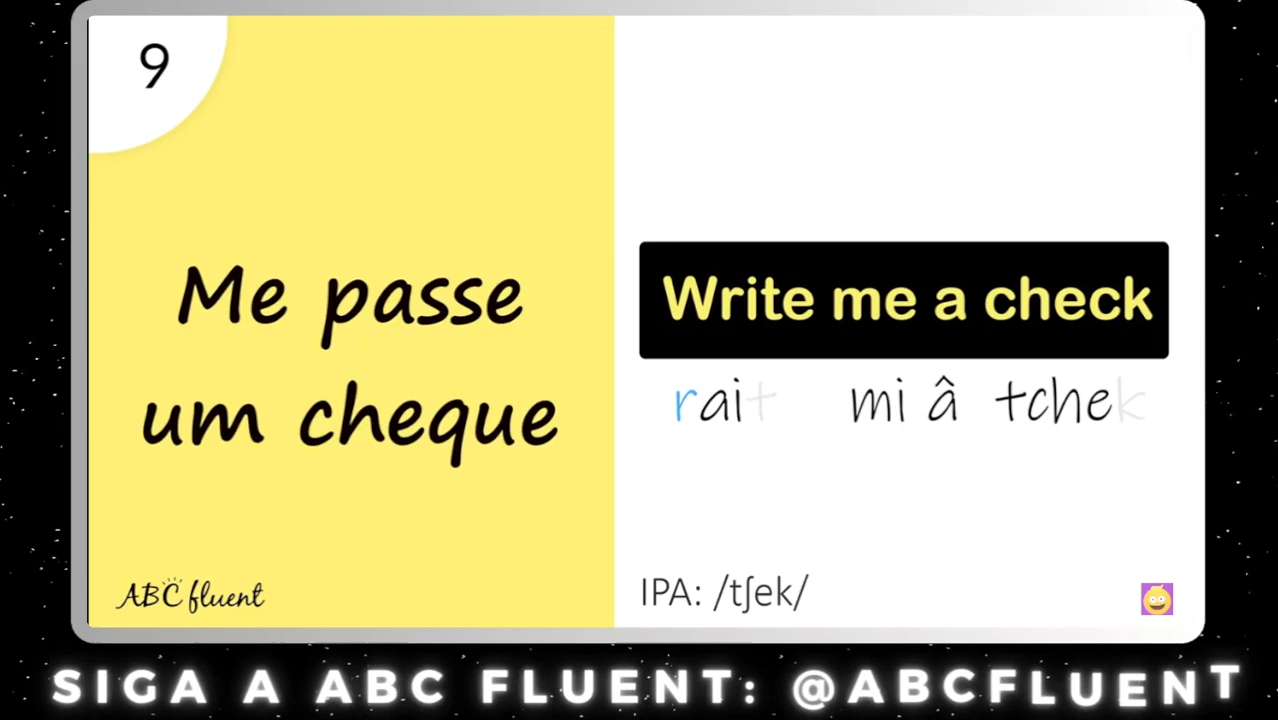 9
Me passe
um cheque
ABC fluent
Write me a check
rait mi â tchek
IPA: /tʃek/
SIGA A ABC FLUENT: @ABCFLUENT